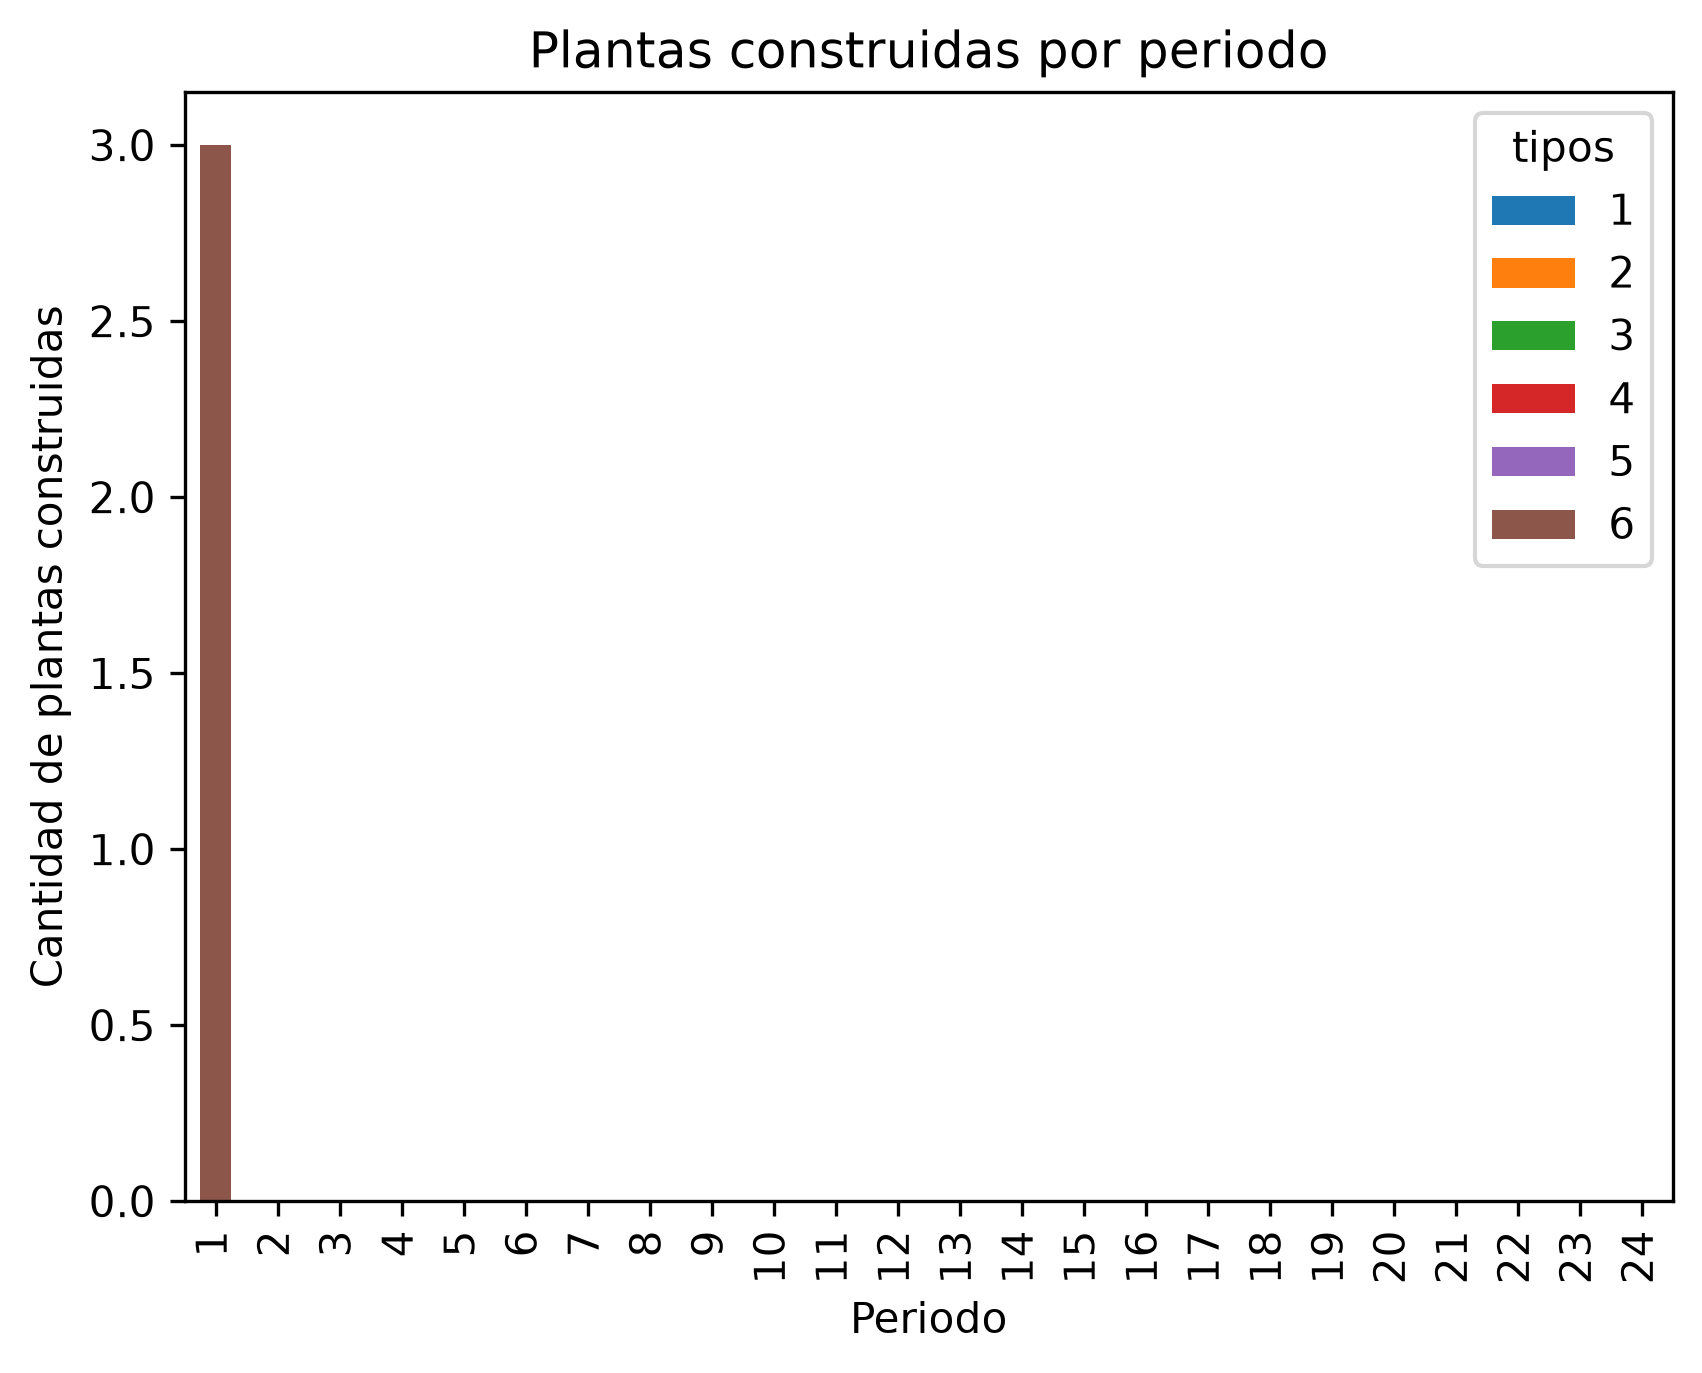 Plantas construidas por periodo
Cantidad de plantas construidas
3.0
2.5
2.0
1.5
1.0
0.5
0.0
tipos
1
2
3
4
5
6
1 2 3 4 5 6 7 8 9 10 11 12 13 14 15 16 17 18 19 20 21 22 23 24
Periodo